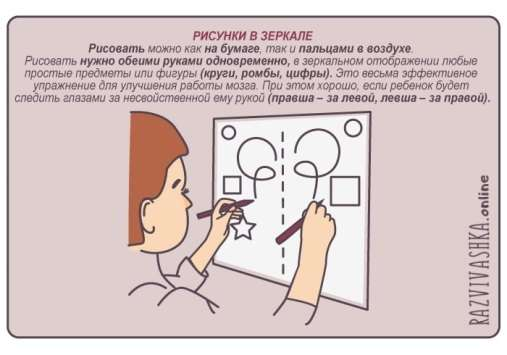 РИСУНКИ В ЗЕРКАЛЕ
Рисовать можно как на бумаге, так и пальцами в воздухе.
Рисовать нужно обеими руками одновременно, в зеркальном отображении любые
простые предметы или фигуры (круги, ромбы, цифры). Это весьма эффективное
упражнение для улучшения работы мозга. При этом хорошо, если ребенок будет
следить глазами за несвойственной ему рукой (правша – за левой, левша – за правой).
RAZVIVASHKA.online